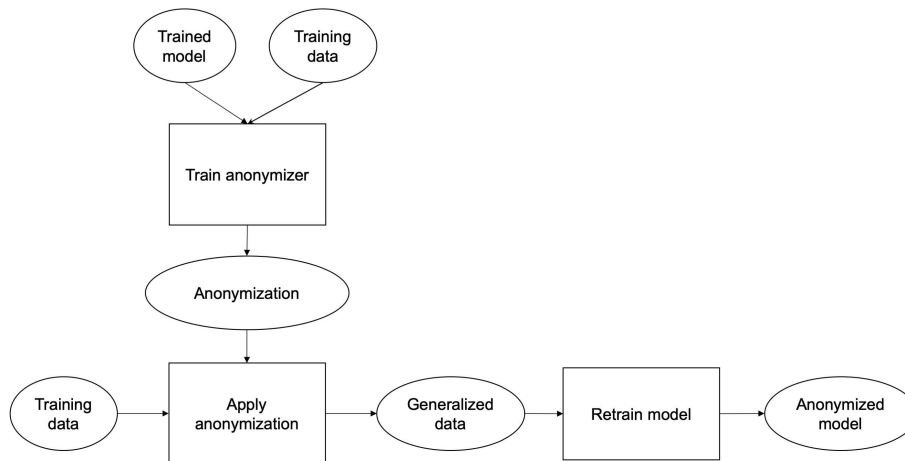 Trained
model
Training
data
Train anonymizer
Anonymization
Training
data
Apply
anonymization
Generalized
data
Retrain model
Anonymized
model